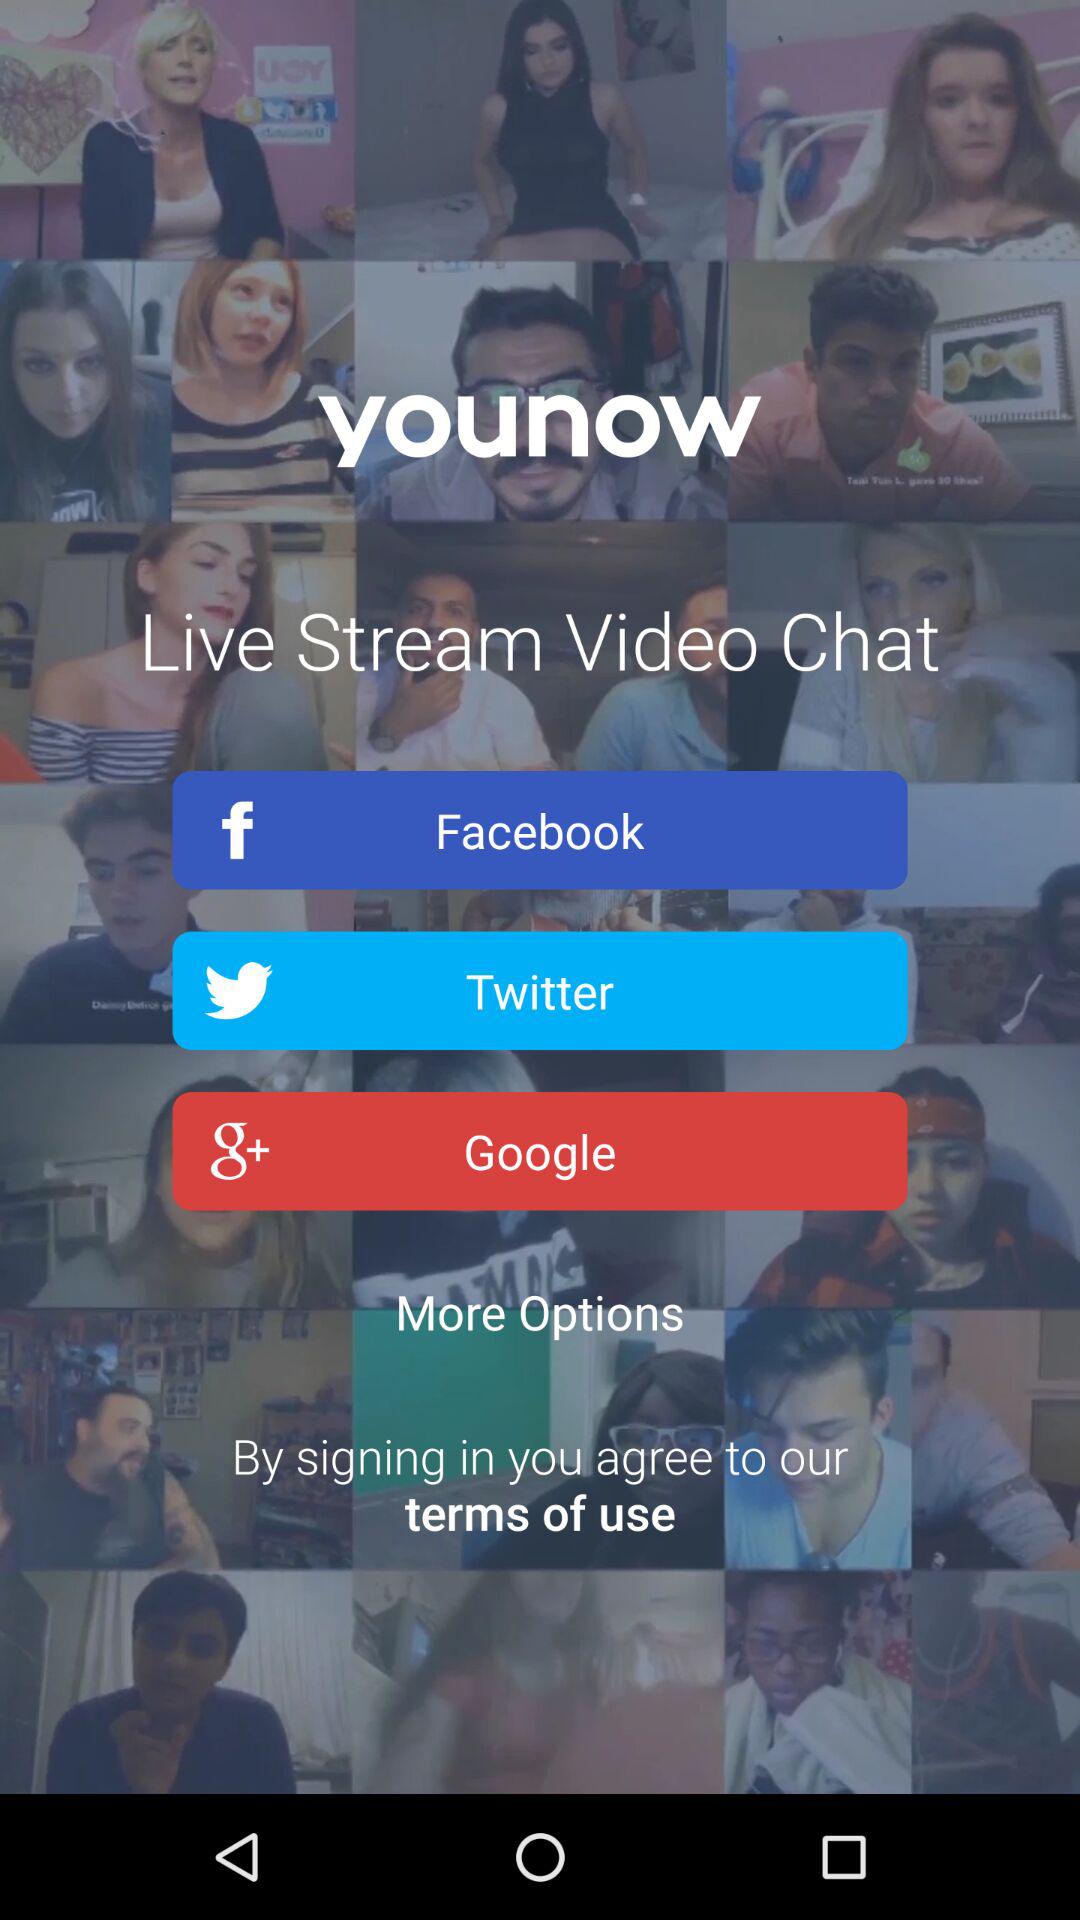 YOU
younow
Live Stream Video Chat
f Facebook
Twitter
g+ Google
More Options
By signing in you agree to our
terms of use